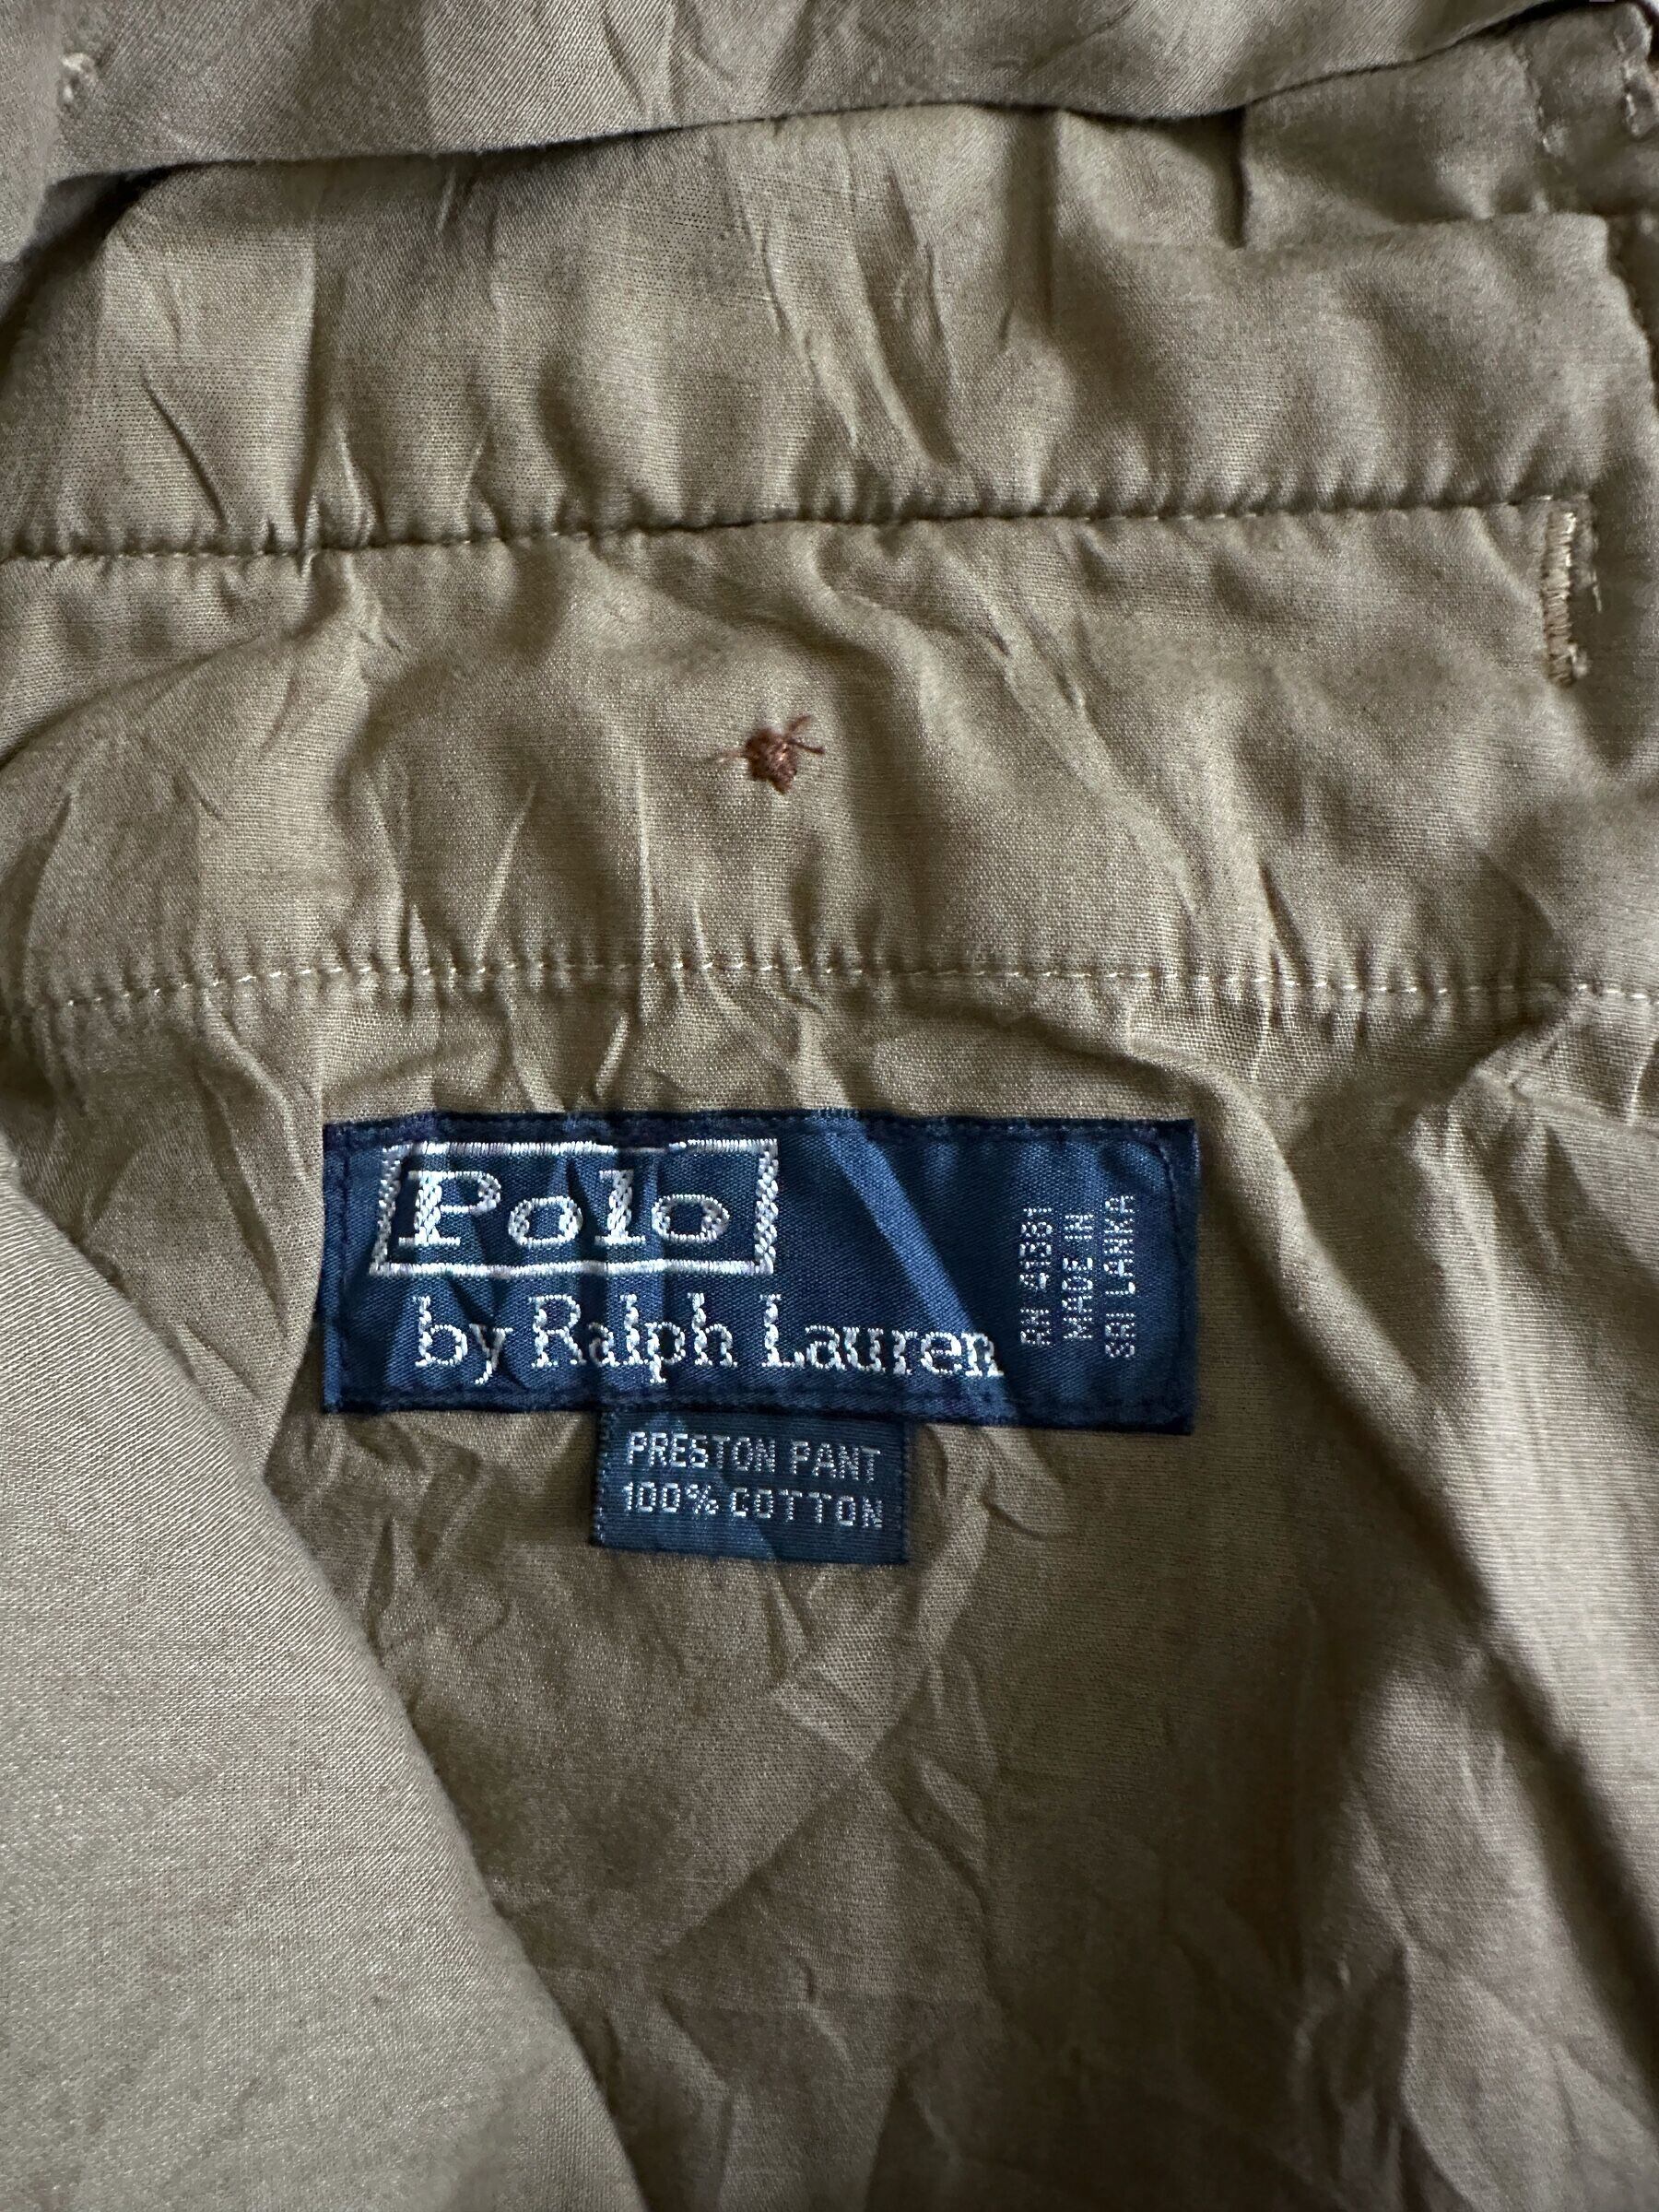 Polo
by Ralph Lauren
RN 41381
MADE IN
SRI LANKA
PRESTON PANT
100% COTTON